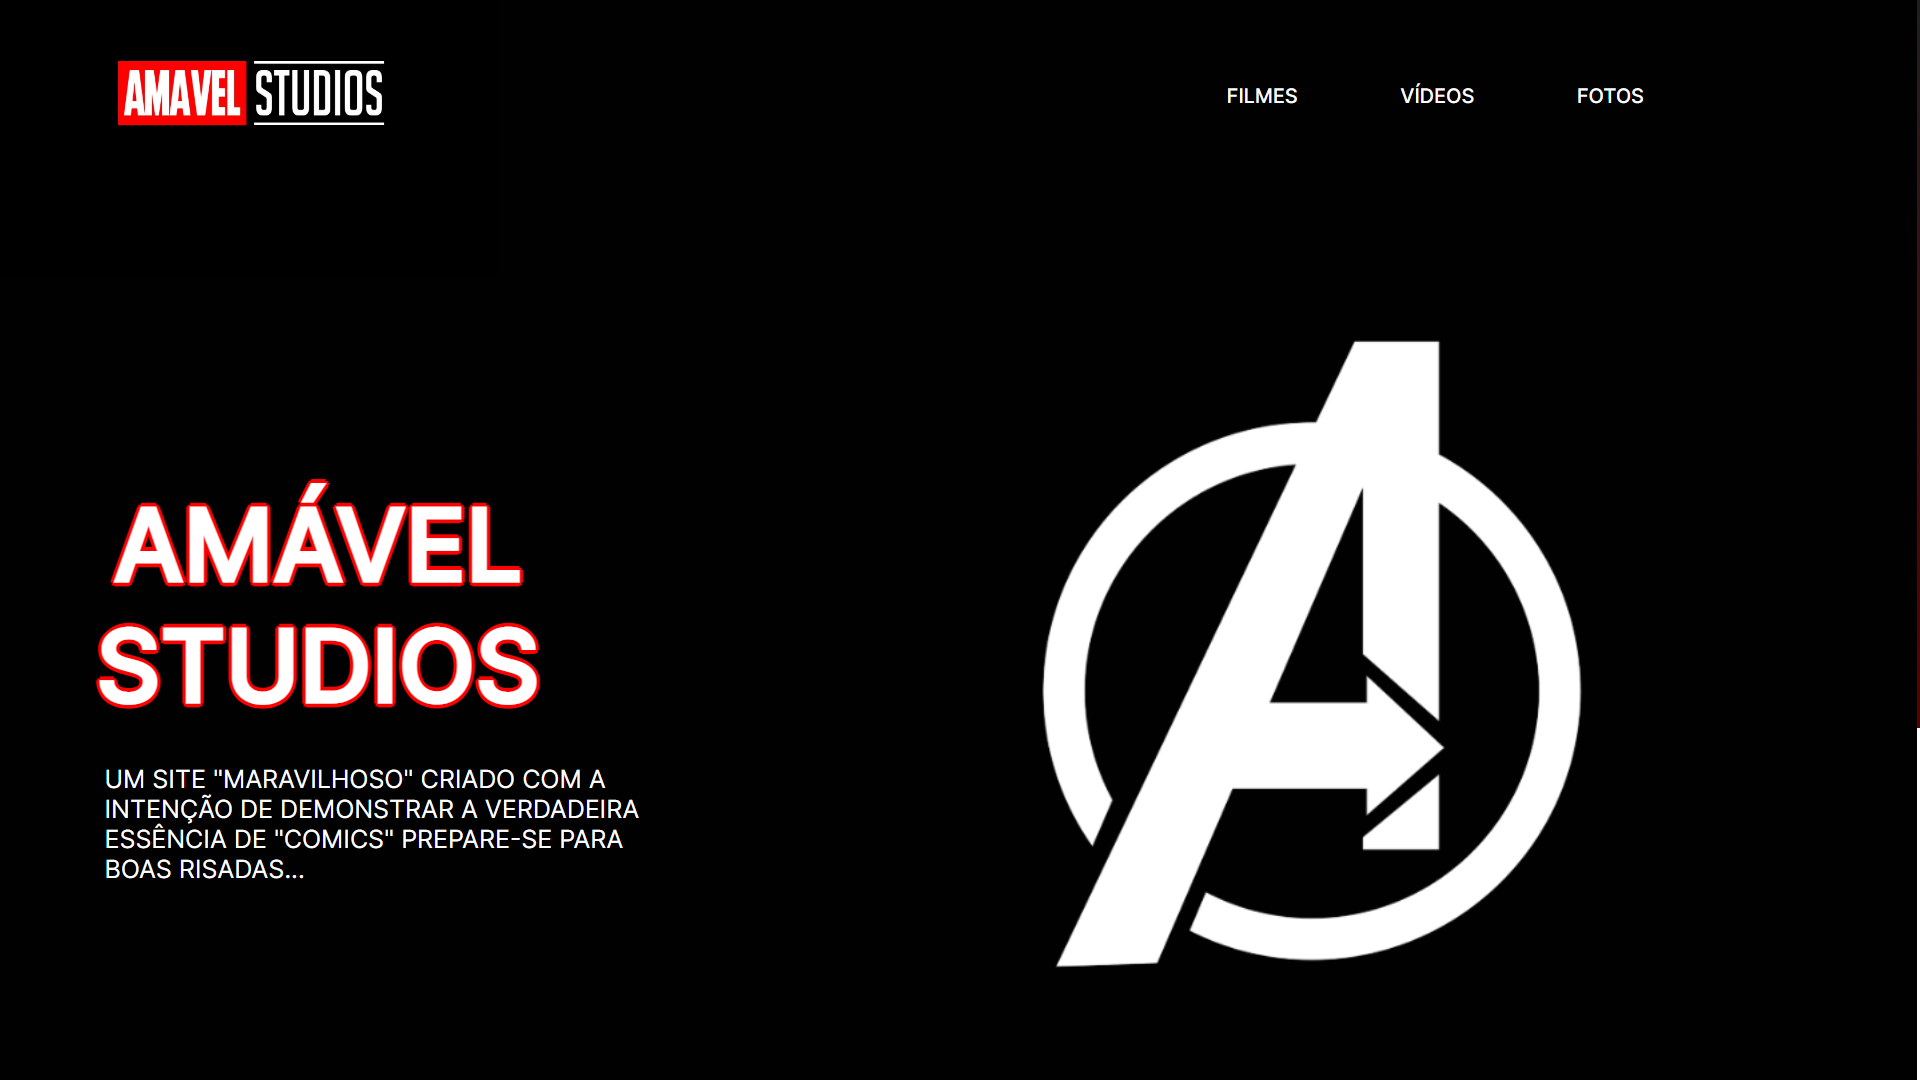 AMAVEL STUDIOS
FILMES
VÍDEOS
FOTOS
AMÁVEL
STUDIOS
UM SITE "MARAVILHOSO" CRIADO COM A
INTENÇÃO DE DEMONSTRAR A VERDADEIRA
ESSÊNCIA DE "COMICS" PREPARE-SE PARA
BOAS RISADAS...